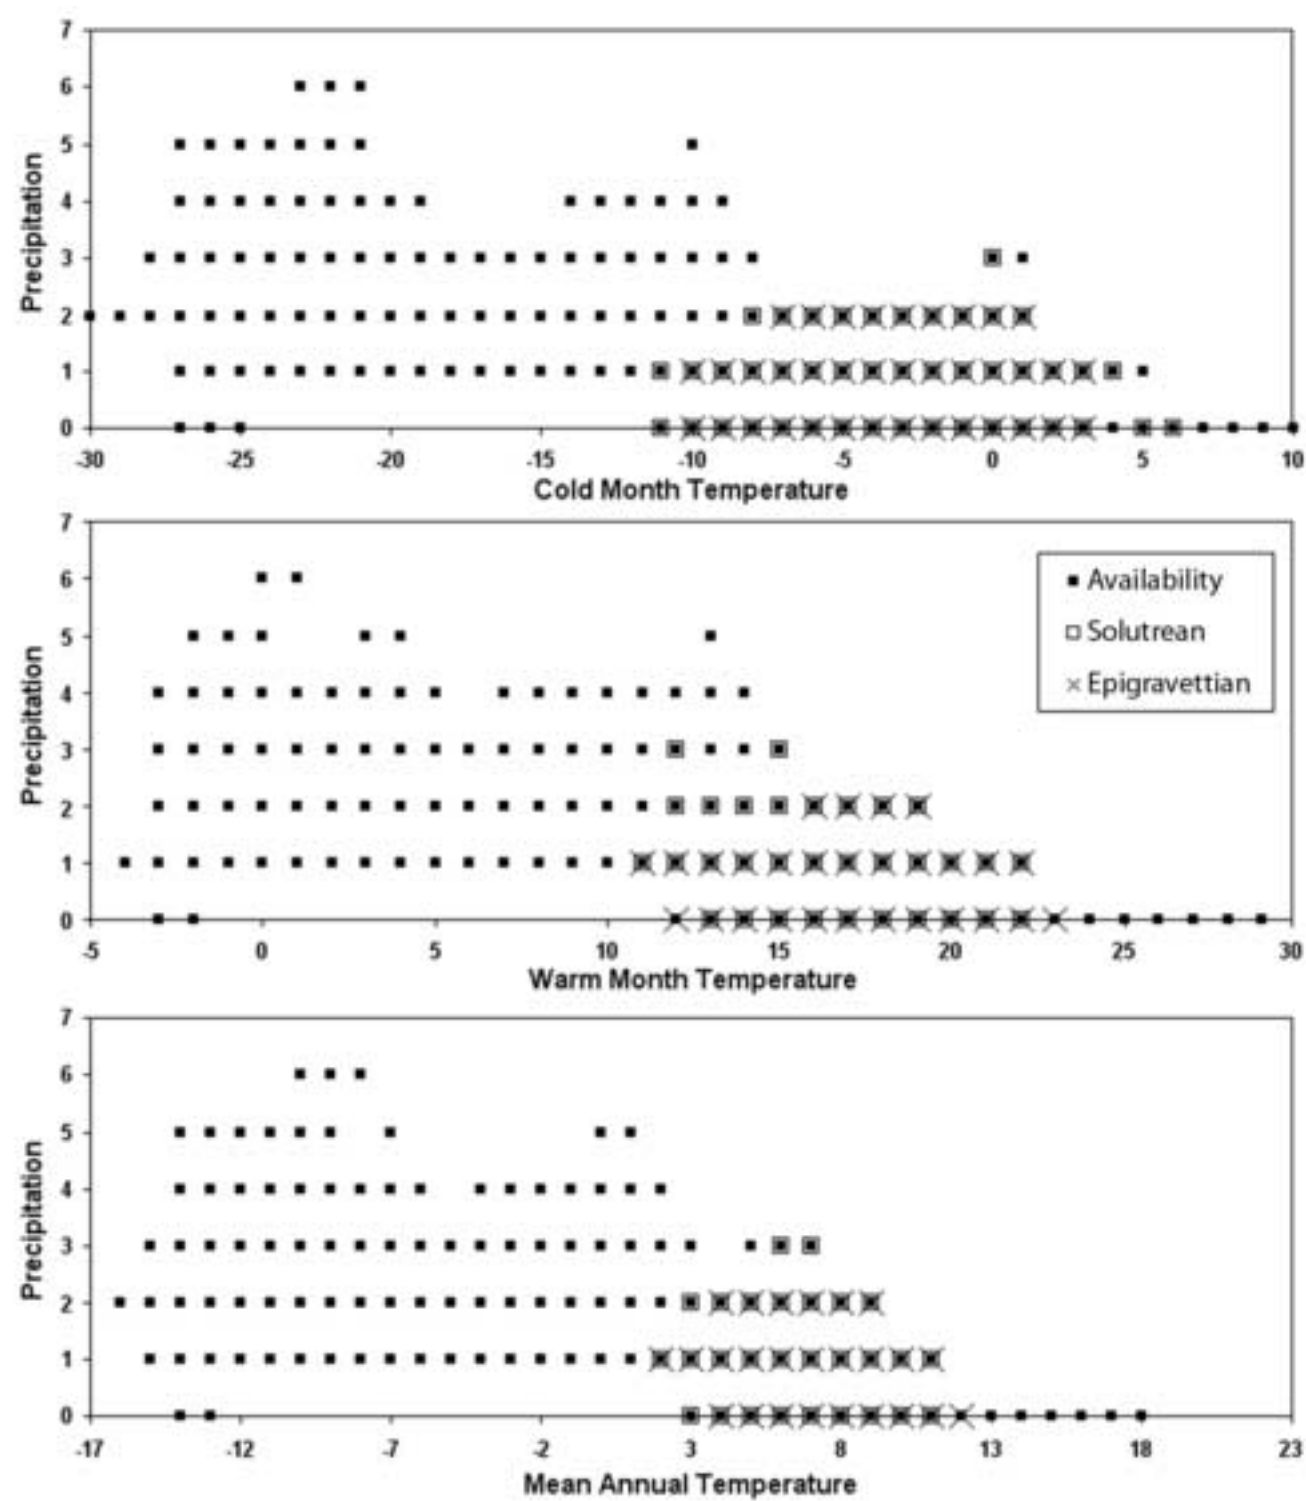 7
6
5
4
3
2
1
0
Precipitation
-30 -25 -20 -15 -10 -5 0 5 10
Cold Month Temperature
7
6
5
4
3
2
1
0
Precipitation
Availability
Solutrean
Epigravettian
-5 0 5 10 15 20 25 30
Warm Month Temperature
7
6
5
4
3
2
1
0
Precipitation
-17 -12 -7 -2 3 8 13 18 23
Mean Annual Temperature